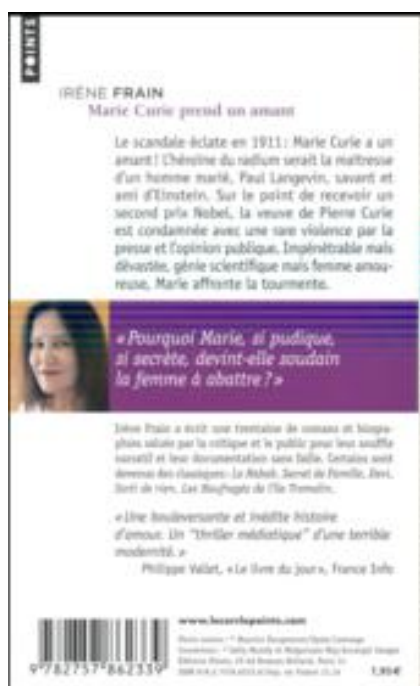 POINTS
IRÈNE FRAIN
Marie Curie prend un amant
Le scandale éclate en 1911 : Marie Curie a un
amant ! L'héroïne du radium serait la maîtresse
d'un homme marié, Paul Langevin, savant et
ami d'Einstein. Sur le point de recevoir un
second prix Nobel, la veuve de Pierre Curie
est condamnée avec une rare violence par la
presse et l'opinion publique. Impénétrable mais
dévastée, génie scientifique mais femme amou-
reuse, Marie affronte la tourmente.
« Pourquoi Marie, si pudique,
si secrète, devint-elle soudain
la femme à abattre ? »
Irène Frain a écrit une trentaine de romans et biogra-
phies salués par la critique et le public pour leur souffle
narratif et leur documentation sans faille. Certains sont
devenus des classiques : Le Nabab, Secret de famille, Devi,
Sorti de rien, Les Naufragés de l'île Tromelin.
« Une bouleversante et inédite histoire
d'amour. Un "thriller médiatique" d'une terrible
modernité. »
Philippe Vallet, « Le livre du jour », France Info
www.lecerclepoints.com
9 782757 862339
7,95€